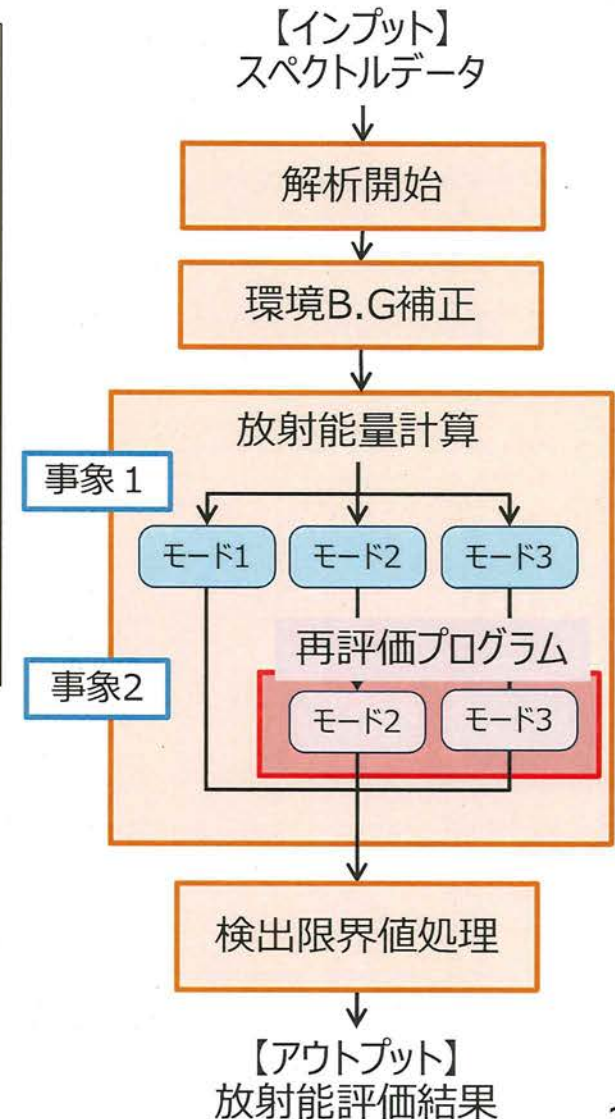 【インプット】
スペクトルデータ
解析開始
環境B.G補正
放射能量計算
事象1
モード1
モード2
モード3
再評価プログラム
事象2
モード2
モード3
検出限界値処理
【アウトプット】
放射能評価結果